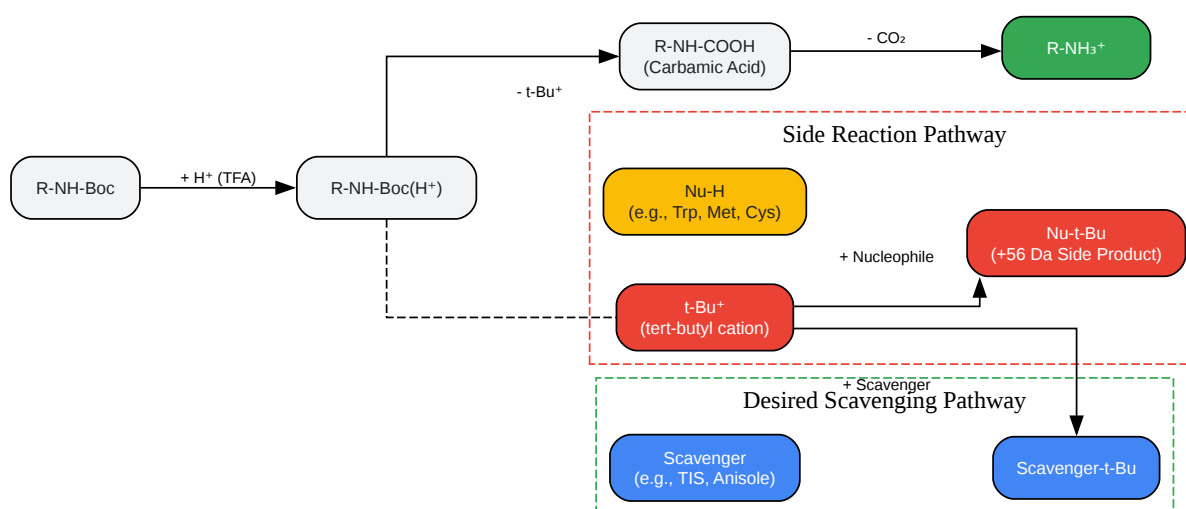 R-NH-COOH
(Carbamic Acid)
- CO₂
R-NH₃⁺
- t-Bu⁺
Side Reaction Pathway
R-NH-Boc
+ H⁺ (TFA)
R-NH-Boc(H⁺)
Nu-H
(e.g., Trp, Met, Cys)
Nu-t-Bu
(+56 Da Side Product)
+ Nucleophile
t-Bu⁺
(tert-butyl cation)
+ Scavenger
Desired Scavenging Pathway
Scavenger
(e.g., TIS, Anisole)
Scavenger-t-Bu